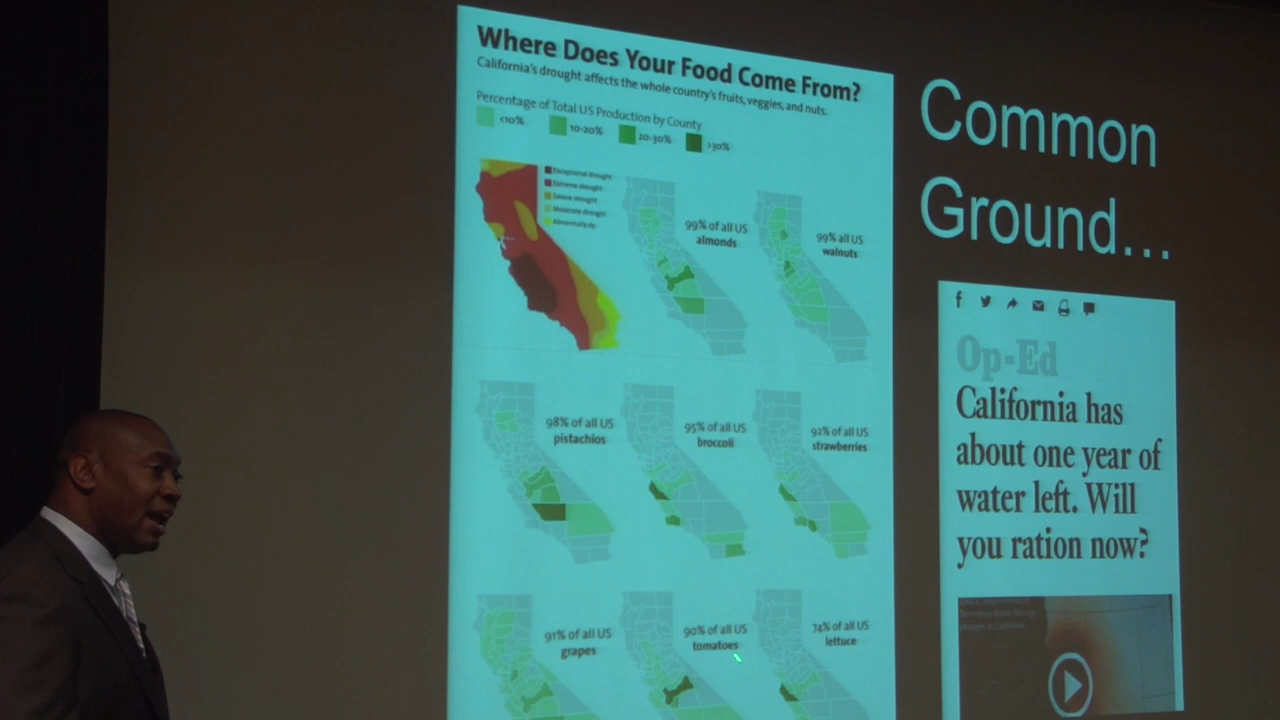 Where Does Your Food Come From?
California's drought affects the whole country's fruits, veggies, and nuts.
Percentage of Total US Production by County
<10%
10-20%
20-30%
>30%
Exceptional drought
Extreme drought
Severe drought
Moderate drought
Abnormally dry
99% of all US
almonds
99% all US
walnuts
98% of all US
pistachios
95% of all US
broccoli
92% of all US
strawberries
91% of all US
grapes
90% of all US
tomatoes
74% of all US
lettuce
Common
Ground...
Op-Ed
California has
about one year of
water left. Will
you ration now?